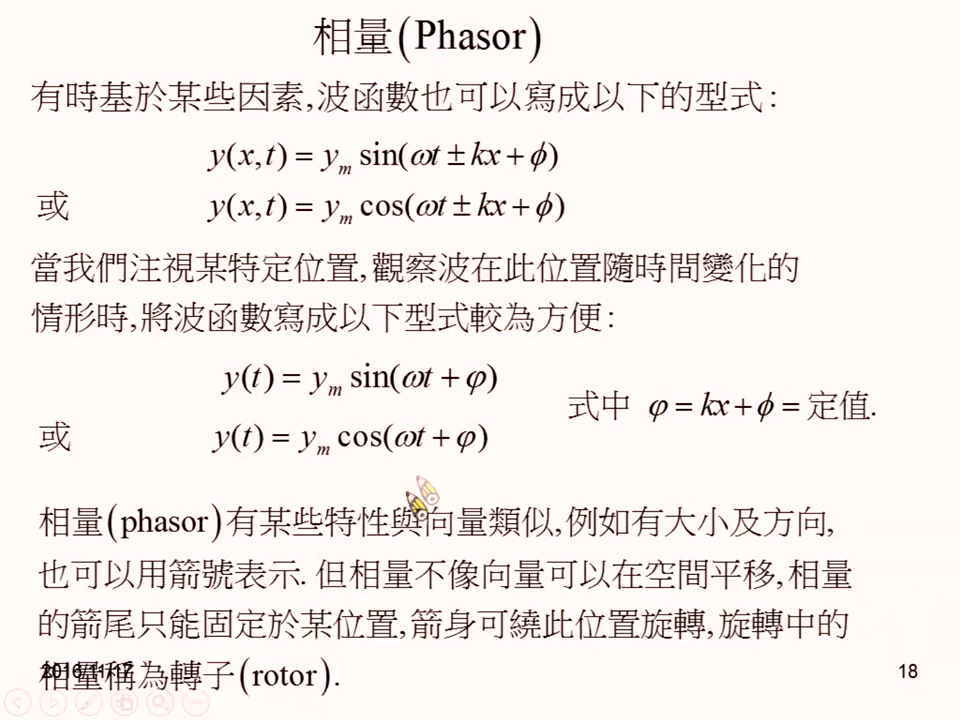 相量(Phasor)
有時基於某些因素,波函數也可以寫成以下的型式:
y(x,t) = yₘ sin(ωt ± kx + ϕ)
或 y(x,t) = yₘ cos(ωt ± kx + ϕ)
當我們注視某特定位置,觀察波在此位置隨時間變化的
情形時,將波函數寫成以下型式較為方便:
y(t) = yₘ sin(ωt + φ)
式中 φ = kx + ϕ = 定值.
或 y(t) = yₘ cos(ωt + φ)
相量(phasor)有某些特性與向量類似,例如有大小及方向,
也可以用箭號表示. 但相量不像向量可以在空間平移,相量
的箭尾只能固定於某位置,箭身可繞此位置旋轉,旋轉中的
相量稱為轉子(rotor).
2016/11/17
18